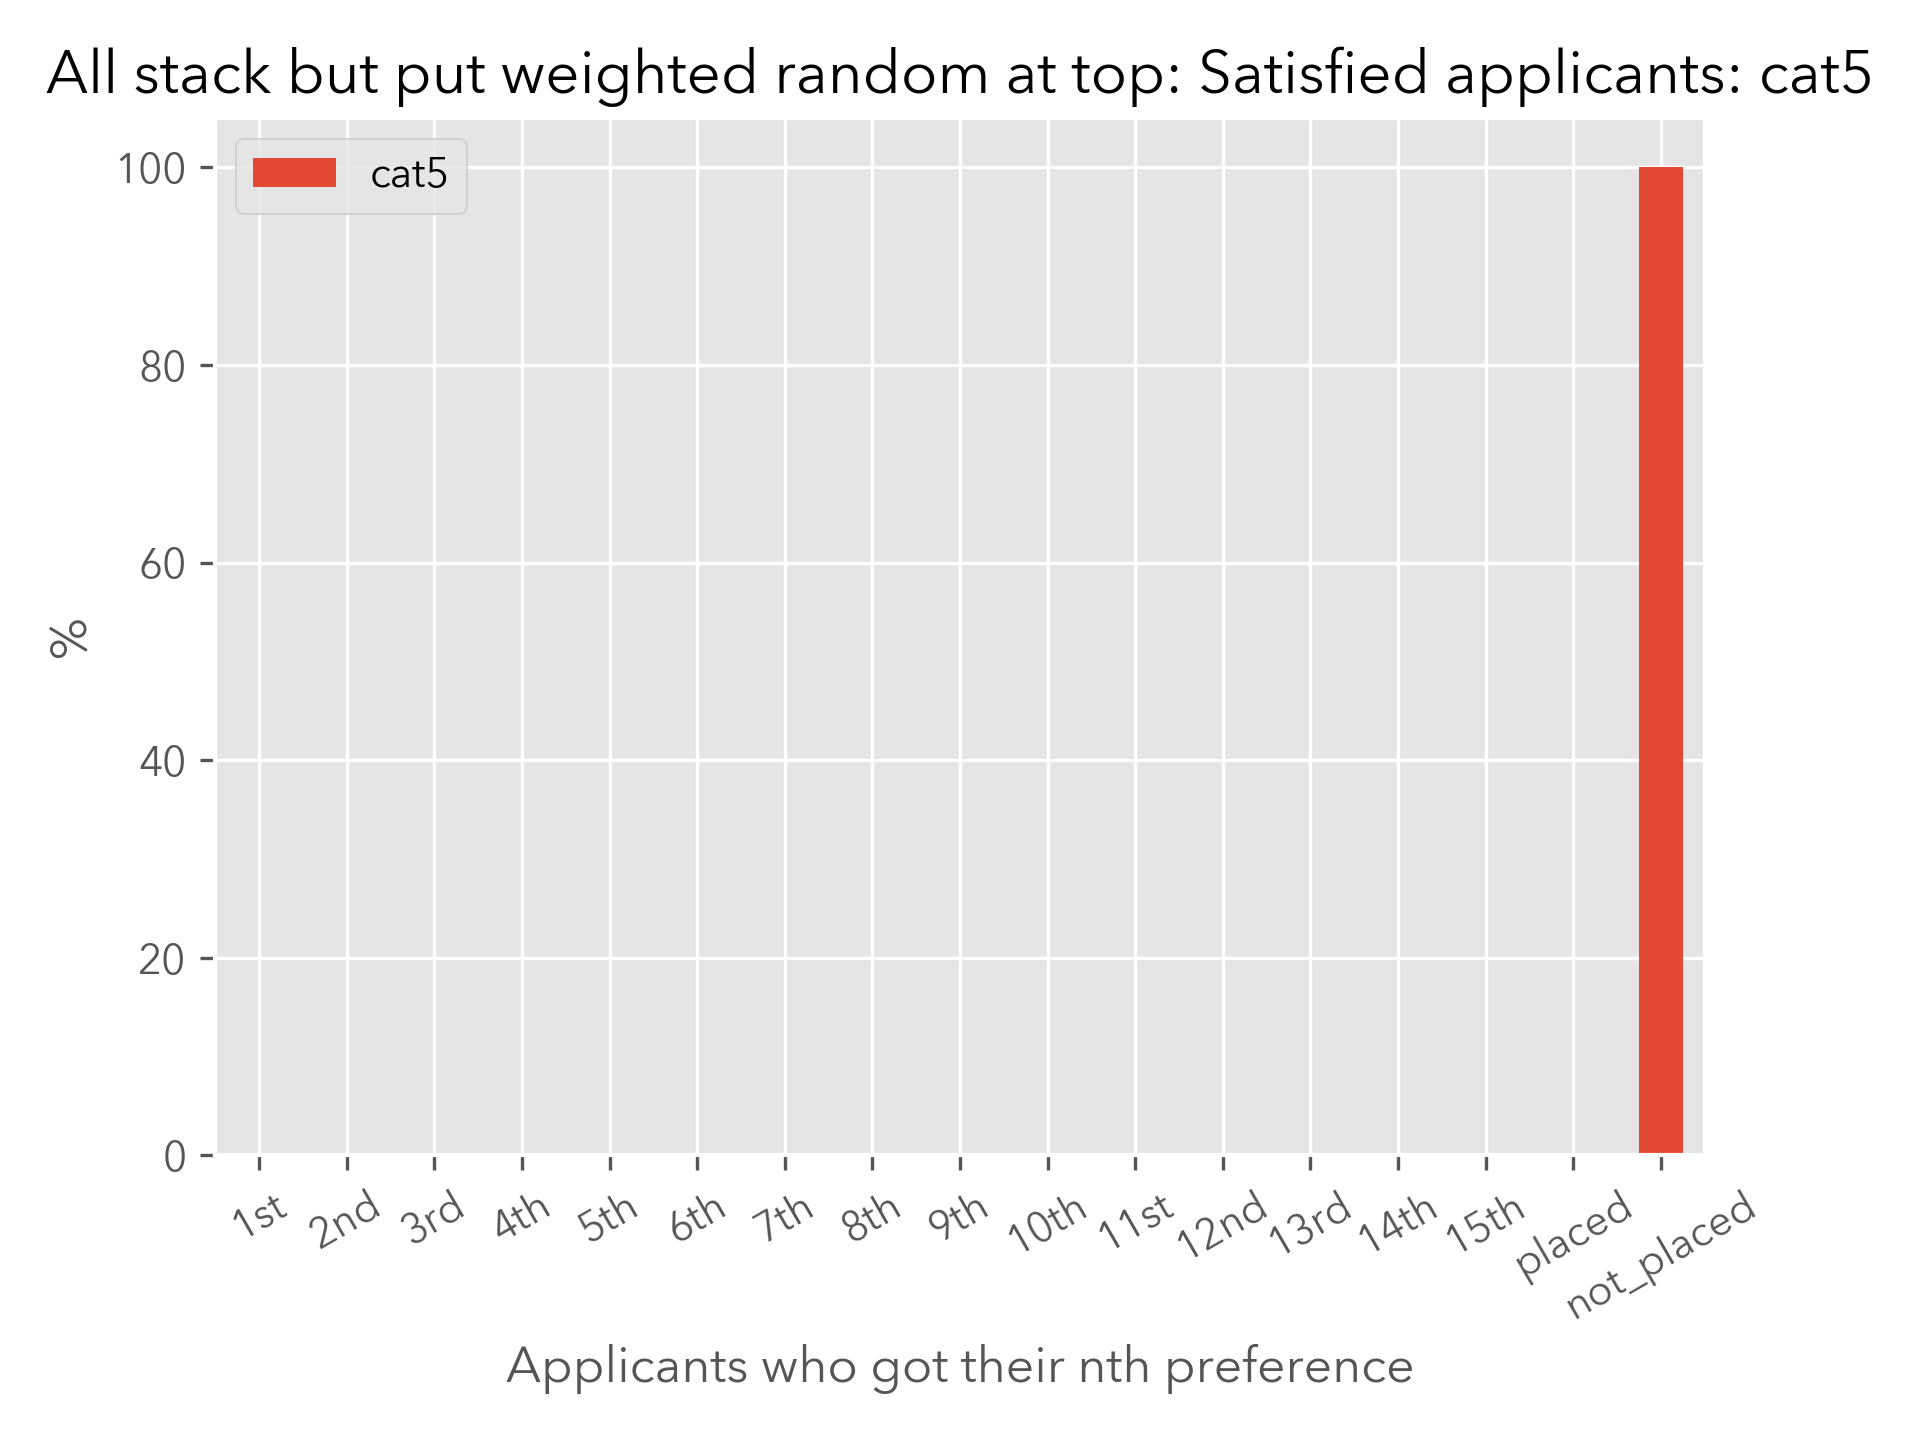 All stack but put weighted random at top: Satisfied applicants: cat5
cat5
%
100
80
60
40
20
0
1st
2nd
3rd
4th
5th
6th
7th
8th
9th
10th
11st
12nd
13rd
14th
15th
placed
not_placed
Applicants who got their nth preference